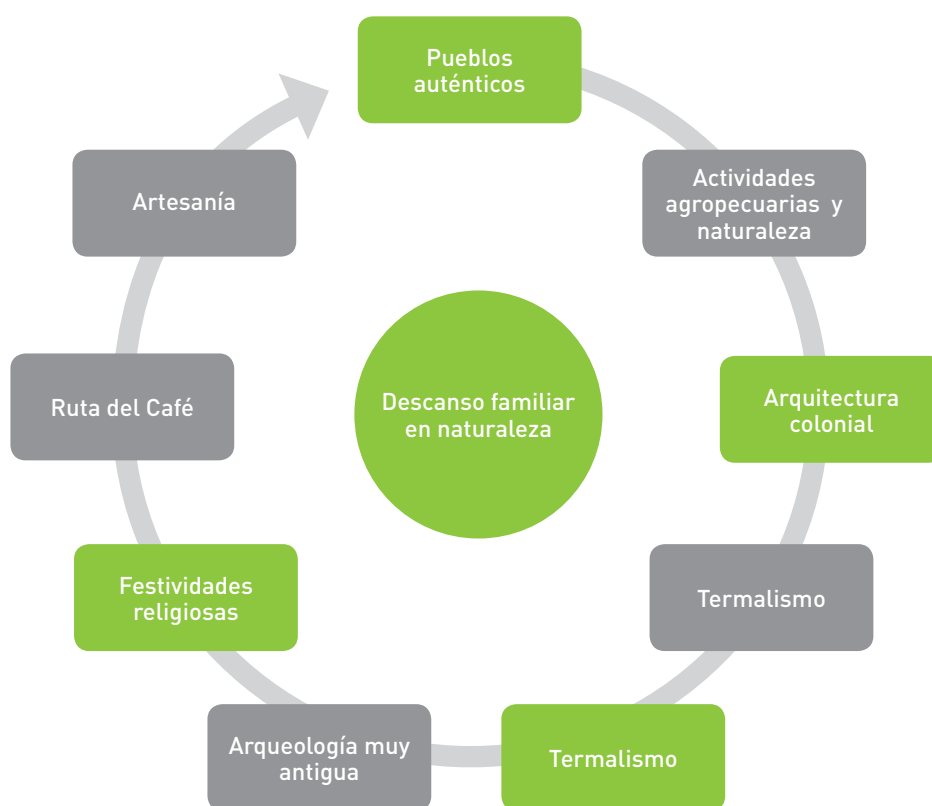 Pueblos
auténticos
Actividades
agropecuarias y
naturaleza
Arquitectura
colonial
Termalismo
Termalismo
Arqueología muy
antigua
Festividades
religiosas
Ruta del Café
Artesanía
Descanso familiar
en naturaleza